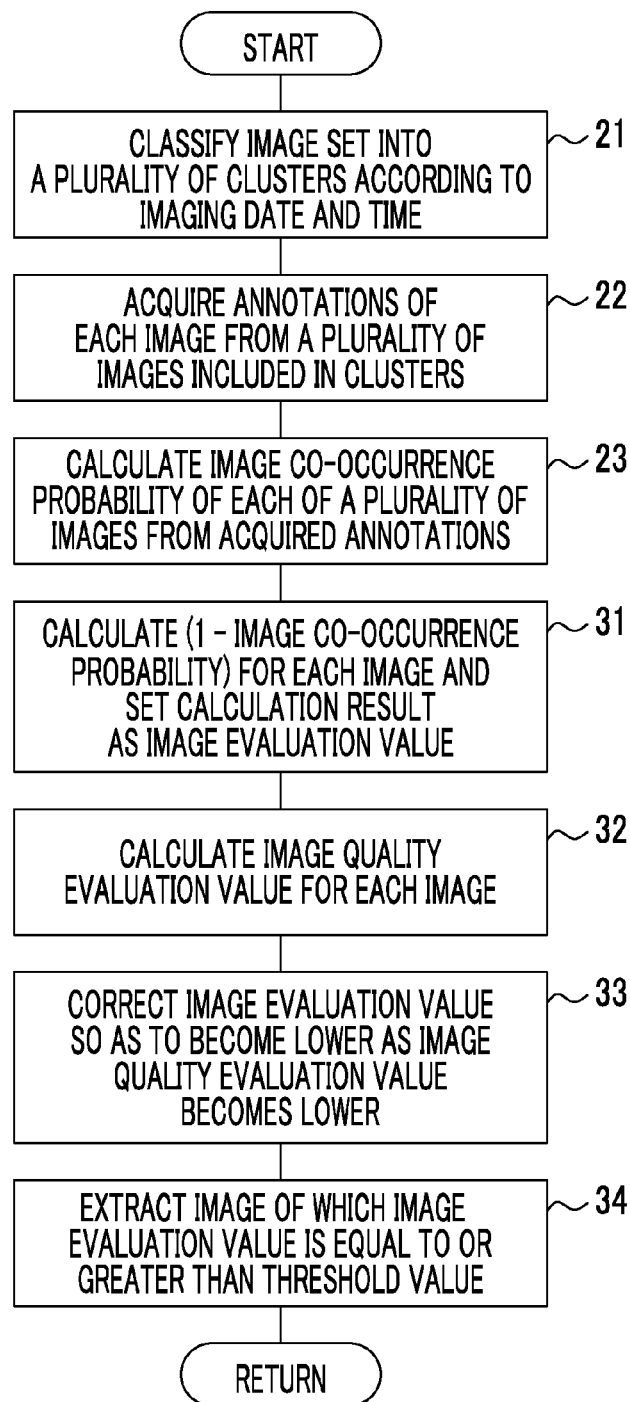 START
CLASSIFY IMAGE SET INTO
A PLURALITY OF CLUSTERS ACCORDING TO
IMAGING DATE AND TIME
21
ACQUIRE ANNOTATIONS OF
EACH IMAGE FROM A PLURALITY OF
IMAGES INCLUDED IN CLUSTERS
22
CALCULATE IMAGE CO-OCCURRENCE
PROBABILITY OF EACH OF A PLURALITY OF
IMAGES FROM ACQUIRED ANNOTATIONS
23
CALCULATE (1 - IMAGE CO-OCCURRENCE
PROBABILITY) FOR EACH IMAGE AND
SET CALCULATION RESULT
AS IMAGE EVALUATION VALUE
31
CALCULATE IMAGE QUALITY
EVALUATION VALUE FOR EACH IMAGE
32
CORRECT IMAGE EVALUATION VALUE
SO AS TO BECOME LOWER AS IMAGE
QUALITY EVALUATION VALUE
BECOMES LOWER
33
EXTRACT IMAGE OF WHICH IMAGE
EVALUATION VALUE IS EQUAL TO OR
GREATER THAN THRESHOLD VALUE
34
RETURN